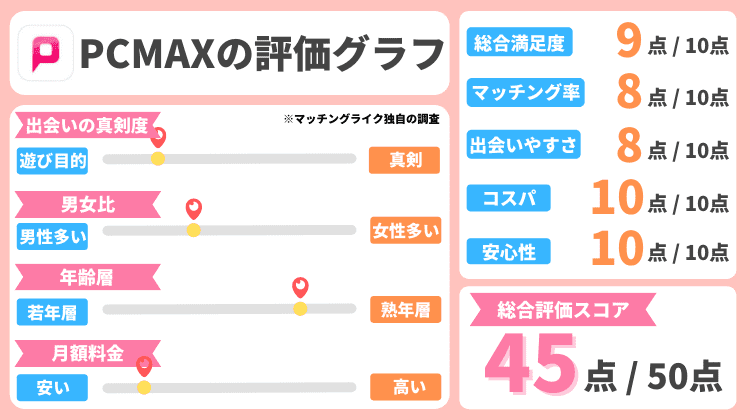 PCMAXの評価グラフ
※マッチングライク独自の調査
出会いの真剣度
遊び目的
真剣
男女比
男性多い
女性多い
年齢層
若年層
熟年層
月額料金
安い
高い
総合満足度 9点 / 10点
マッチング率 8点 / 10点
出会いやすさ 8点 / 10点
コスパ 10点 / 10点
安心性 10点 / 10点
総合評価スコア
45点 / 50点